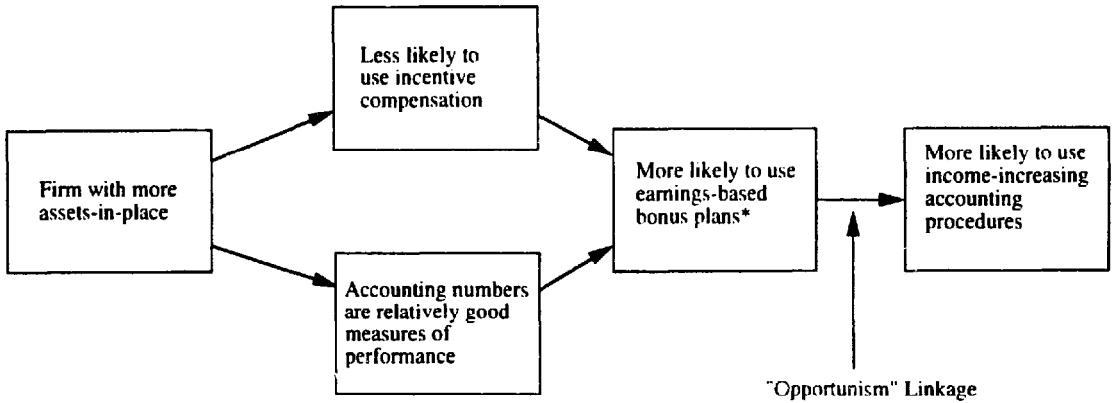 Less likely to
use incentive
compensation
Firm with more
assets-in-place
Accounting numbers
are relatively good
measures of
performance
More likely to use
earnings-based
bonus plans*
More likely to use
income-increasing
accounting
procedures
"Opportunism" Linkage